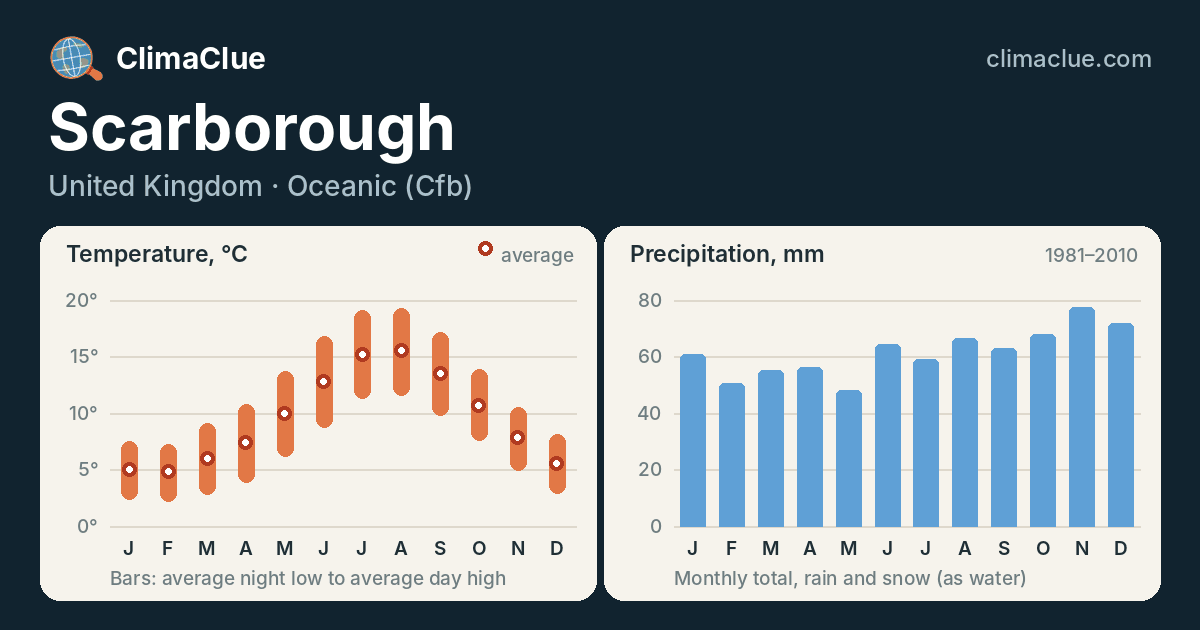 ClimaClue
climaclue.com
Scarborough
United Kingdom · Oceanic (Cfb)
Temperature, °C
average
20°
15°
10°
5°
0°
J F M A M J J A S O N D
Bars: average night low to average day high
Precipitation, mm
1981–2010
80
60
40
20
0
J F M A M J J A S O N D
Monthly total, rain and snow (as water)